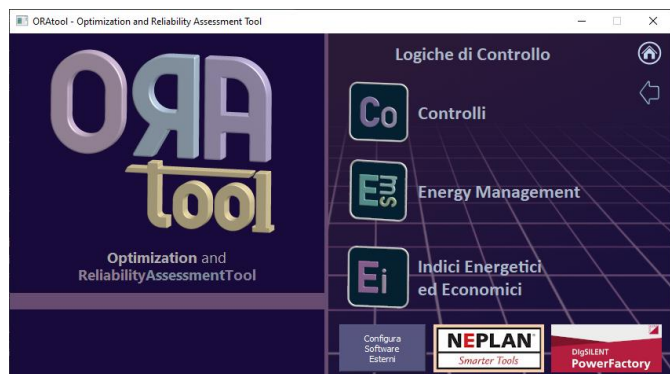 ORAtool - Optimization and Reliability Assessment Tool
ORA
tool
Optimization and
ReliabilityAssessmentTool
Logiche di Controllo
Co
Controlli
Ems
Energy Management
Ei
Indici Energetici
ed Economici
Configura
Software
Esterni
NEPLAN
Smarter Tools
DIgSILENT
PowerFactory